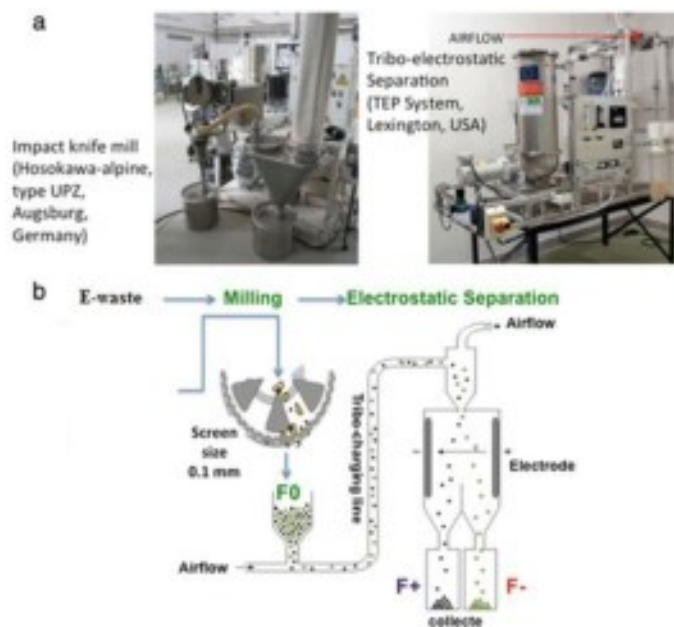 a
Impact knife mill
(Hosokawa-alpine,
type UPZ,
Augsburg,
Germany)
AIRFLOW
Tribo-electrostatic
Separation
(TEP System,
Lexington, USA)
b
E-waste Milling Electrostatic Separation
Airflow
Screen
size
0.1 mm
Tribo-charging line
Electrode
F0
Airflow
F+ F-
collecte